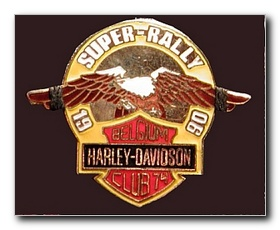 SUPER-RALLY
19 90
BELGIUM
HARLEY-DAVIDSON
CLUB